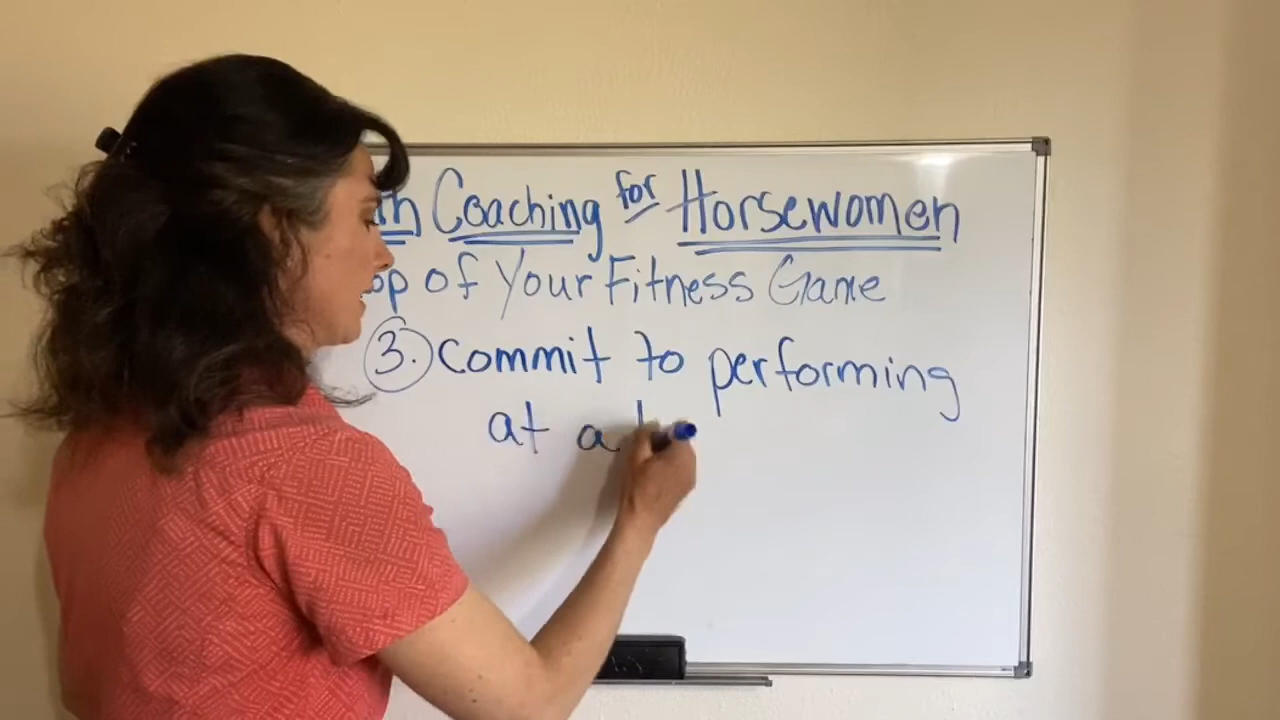 Coaching for Horsewomen
of Your Fitness Game
3. Commit to performing
at a